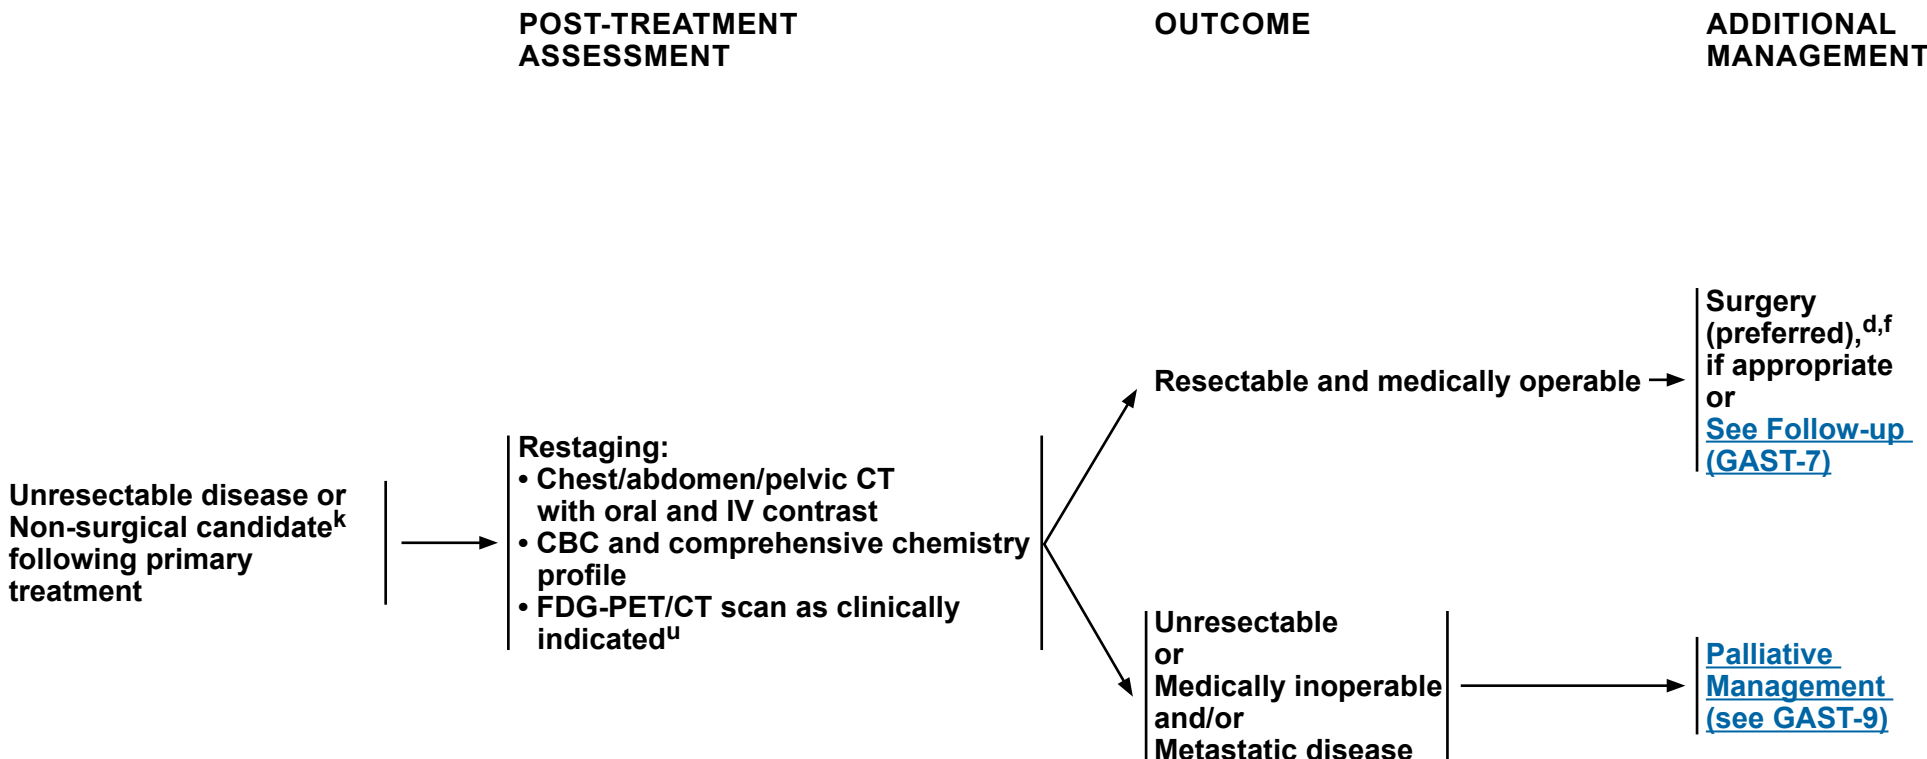 POST-TREATMENT
ASSESSMENT
OUTCOME
ADDITIONAL
MANAGEMENT
Unresectable disease or
Non-surgical candidatek
following primary
treatment
Restaging:
• Chest/abdomen/pelvic CT
with oral and IV contrast
• CBC and comprehensive chemistry
profile
• FDG-PET/CT scan as clinically
indicatedu
Resectable and medically operable
Surgery
(preferred),d,f
if appropriate
or
See Follow-up
(GAST-7)
Unresectable
or
Medically inoperable
and/or
Metastatic disease
Palliative
Management
(see GAST-9)